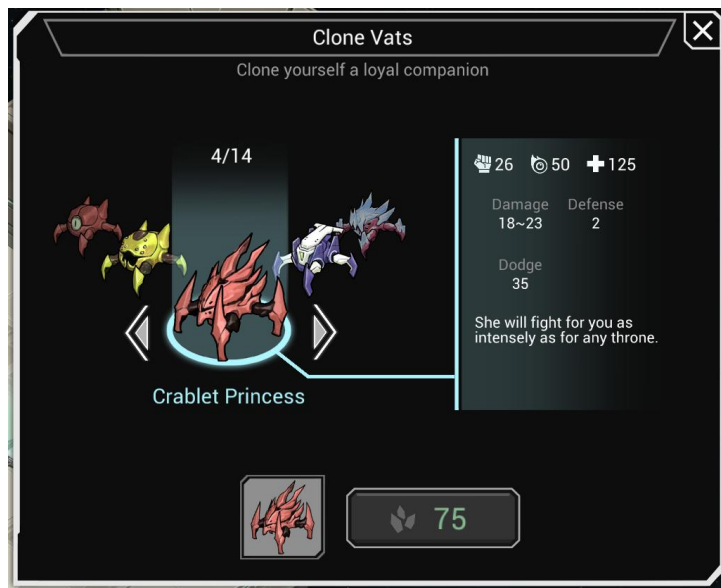 Clone Vats
Clone yourself a loyal companion
4/14
26 50 125
Damage Defense
18~23 2
Dodge
35
She will fight for you as
intensely as for any throne.
Crablet Princess
75